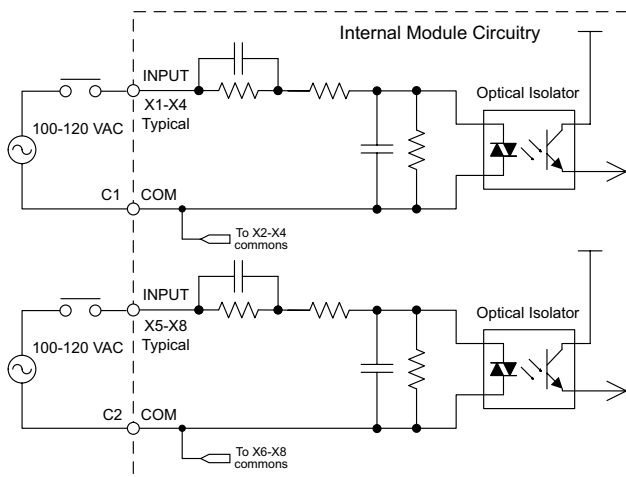 Internal Module Circuitry
INPUT
X1-X4
Typical
100-120 VAC
Optical Isolator
C1
COM
To X2-X4
commons
INPUT
X5-X8
Typical
100-120 VAC
Optical Isolator
C2
COM
To X6-X8
commons